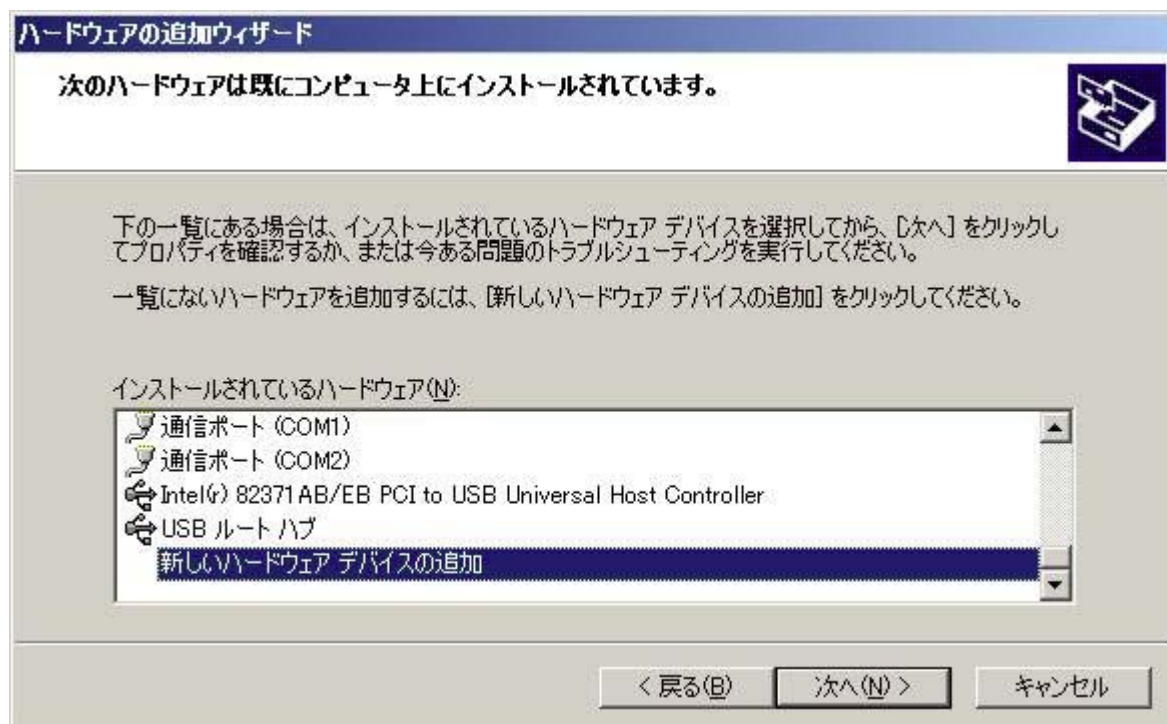 ハードウェアの追加ウィザード
次のハードウェアは既にコンピュータ上にインストールされています。
下の一覧にある場合は、インストールされているハードウェア デバイスを選択してから、[次へ] をクリックし
てプロパティを確認するか、または今ある問題のトラブルシューティングを実行してください。
一覧にないハードウェアを追加するには、[新しいハードウェア デバイスの追加] をクリックしてください。
インストールされているハードウェア(N):
通信ポート (COM1)
通信ポート (COM2)
Intel(r) 82371AB/EB PCI to USB Universal Host Controller
USB ルート ハブ
新しいハードウェア デバイスの追加
< 戻る(B) 次へ(N) > キャンセル